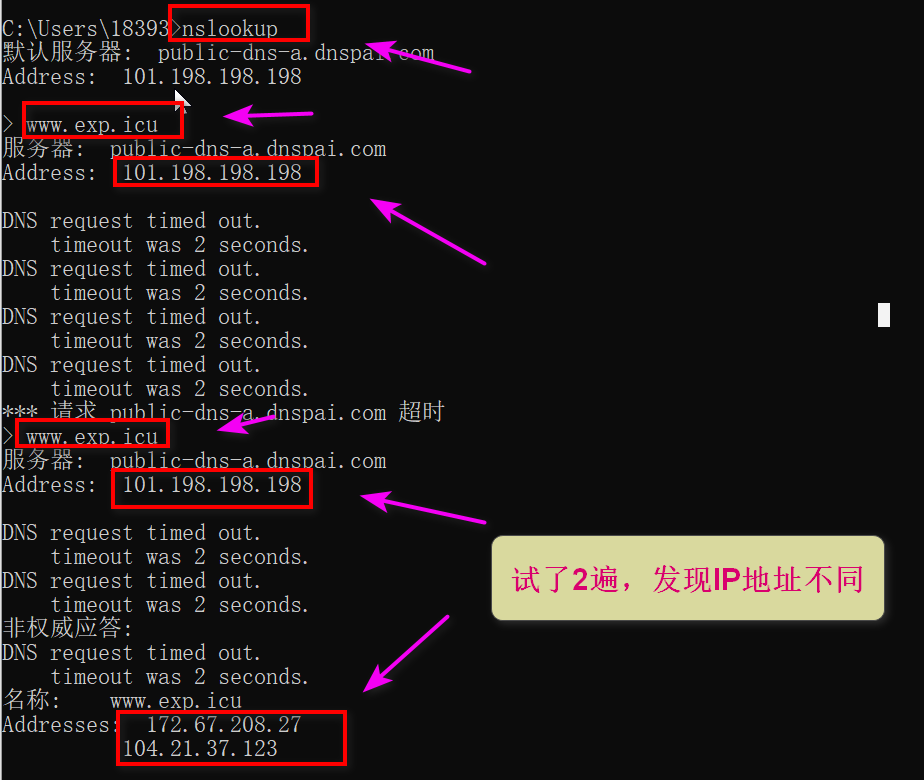 C:\Users\18393>nslookup
默认服务器:  public-dns-a.dnspai.com
Address:  101.198.198.198
> www.exp.icu
服务器:  public-dns-a.dnspai.com
Address:  101.198.198.198
DNS request timed out.
    timeout was 2 seconds.
DNS request timed out.
    timeout was 2 seconds.
DNS request timed out.
    timeout was 2 seconds.
DNS request timed out.
    timeout was 2 seconds.
*** 请求 public-dns-a.dnspai.com 超时
> www.exp.icu
服务器:  public-dns-a.dnspai.com
Address:  101.198.198.198
DNS request timed out.
    timeout was 2 seconds.
DNS request timed out.
    timeout was 2 seconds.
试了2遍，发现IP地址不同
非权威应答:
DNS request timed out.
    timeout was 2 seconds.
名称:    www.exp.icu
Addresses:  172.67.208.27
104.21.37.123